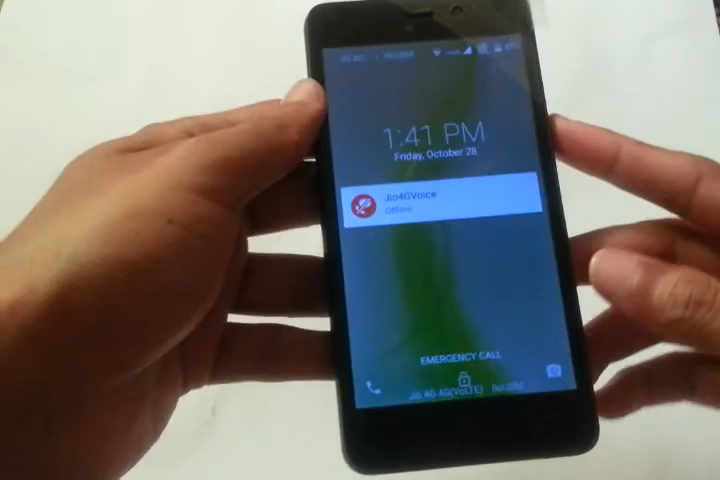 1:41 PM
Friday, October 28
Jio4GVoice
Offline
EMERGENCY CALL
Jio 4G 4G(VoLTE) No SIM